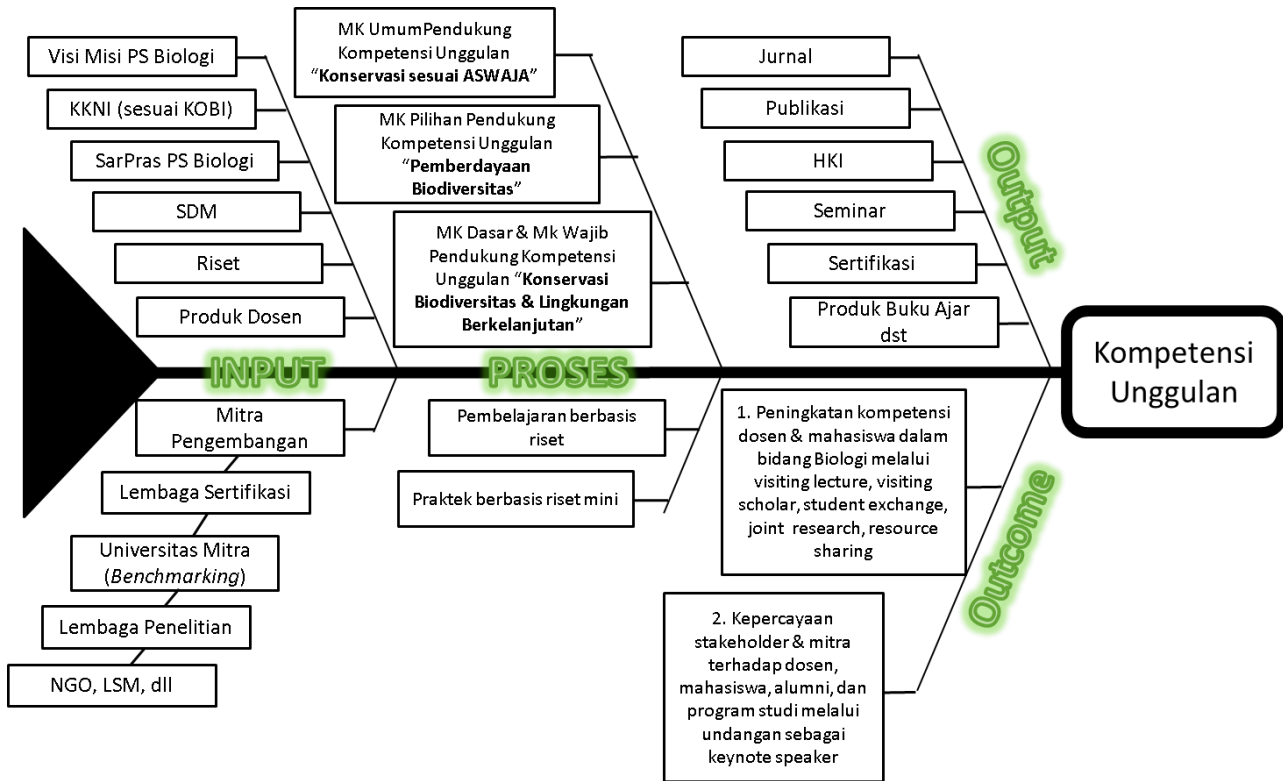 Visi Misi PS Biologi
KKNI (sesuai KOBI)
SarPras PS Biologi
SDM
Riset
Produk Dosen
INPUT
Mitra
Pengembangan
Lembaga Sertifikasi
Universitas Mitra
(Benchmarking)
Lembaga Penelitian
NGO, LSM, dll
MK UmumPendukung
Kompetensi Unggulan
“Konservasi sesuai ASWAJA”
MK Pilihan Pendukung
Kompetensi Unggulan
“Pemberdayaan
Biodiversitas”
MK Dasar & Mk Wajib
Pendukung Kompetensi
Unggulan “Konservasi
Biodiversitas & Lingkungan
Berkelanjutan”
PROSES
Pembelajaran berbasis
riset
Praktek berbasis riset mini
Jurnal
Publikasi
HKI
Seminar
Sertifikasi
Produk Buku Ajar
dst
Output
1. Peningkatan kompetensi
dosen & mahasiswa dalam
bidang Biologi melalui
visiting lecture, visiting
scholar, student exchange,
joint research, resource
sharing
2. Kepercayaan
stakeholder & mitra
terhadap dosen,
mahasiswa, alumni, dan
program studi melalui
undangan sebagai
keynote speaker
Outcome
Kompetensi
Unggulan